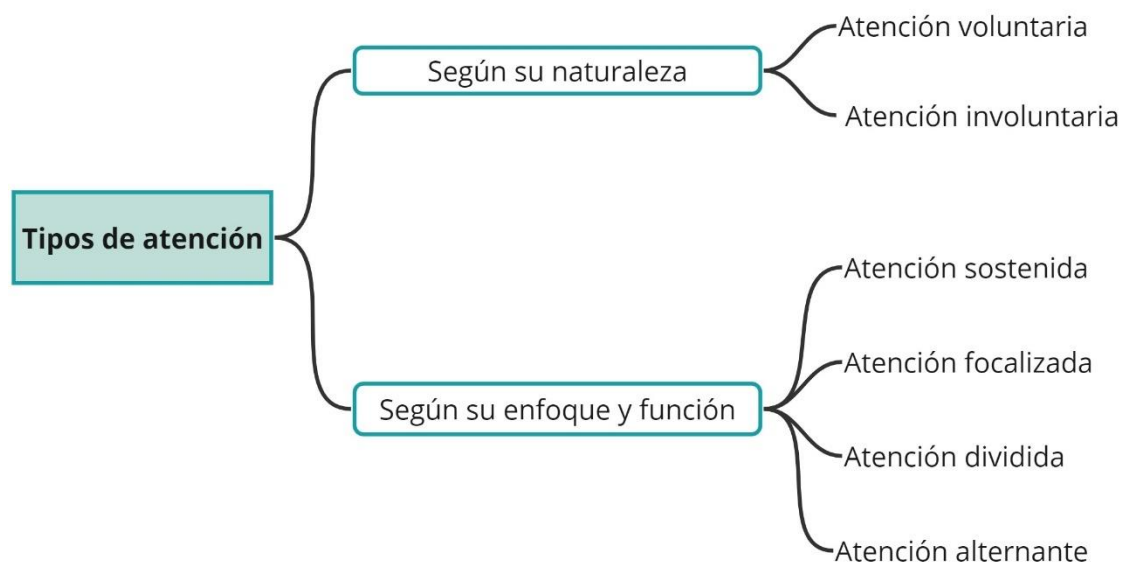 Tipos de atención
Según su naturaleza
Atención voluntaria
Atención involuntaria
Según su enfoque y función
Atención sostenida
Atención focalizada
Atención dividida
Atención alternante